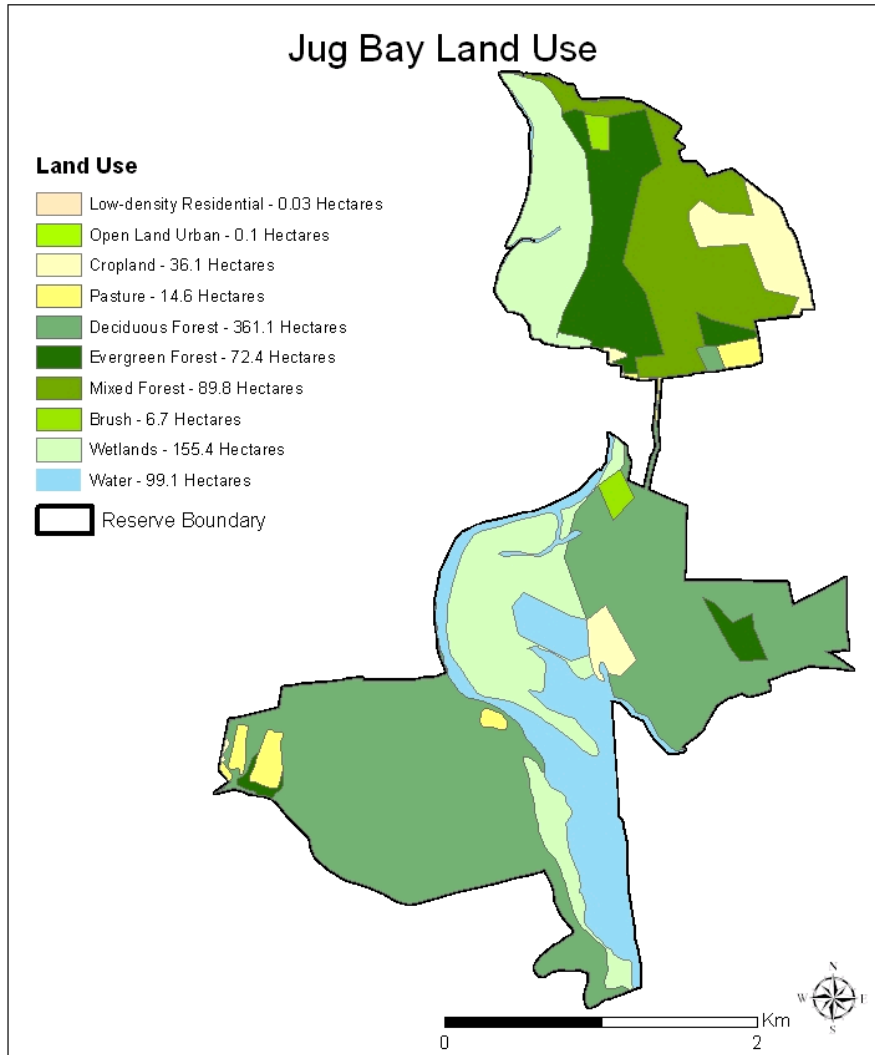 Jug Bay Land Use
Land Use
Low-density Residential - 0.03 Hectares
Open Land Urban - 0.1 Hectares
Cropland - 36.1 Hectares
Pasture - 14.6 Hectares
Deciduous Forest - 361.1 Hectares
Evergreen Forest - 72.4 Hectares
Mixed Forest - 89.8 Hectares
Brush - 6.7 Hectares
Wetlands - 155.4 Hectares
Water - 99.1 Hectares
Reserve Boundary
N
W E
S
Km
0 2